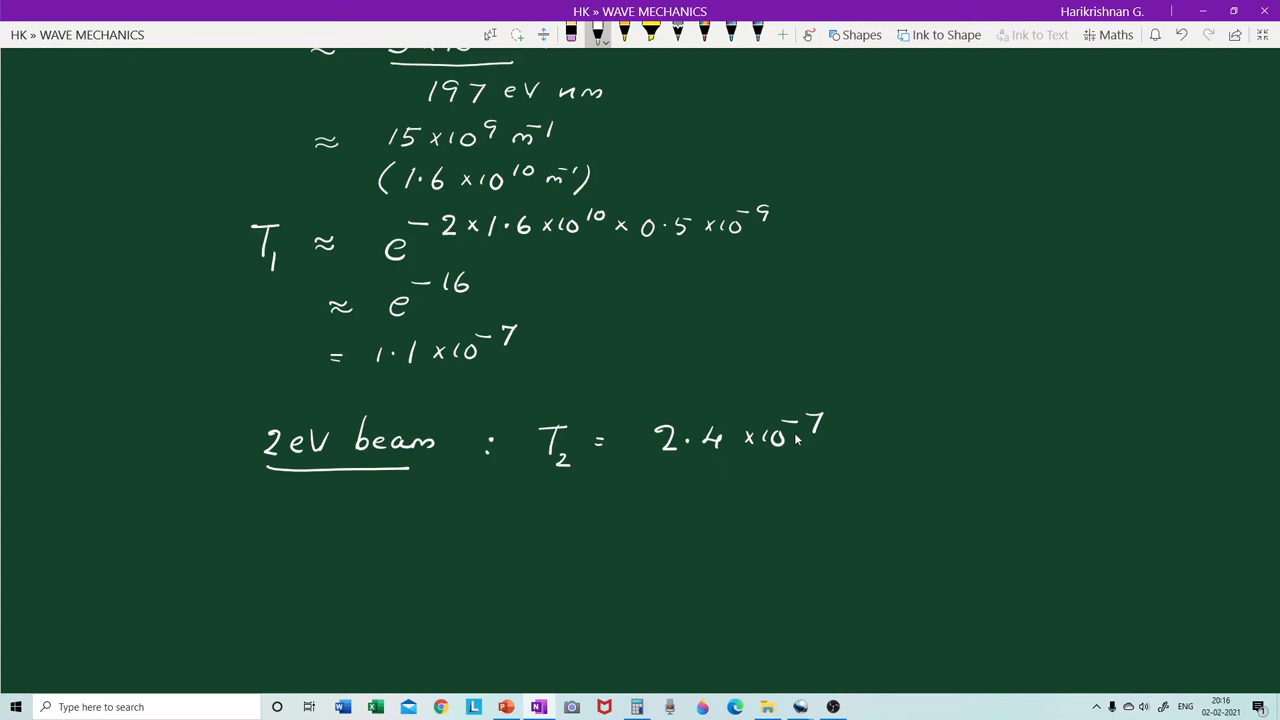 HK » WAVE MECHANICS
Harikrishnan G.
HK » WAVE MECHANICS
Shapes
Ink to Shape
Ink to Text
Maths
≈
197 eV nm
≈ 15 ×10⁹ m⁻¹
(1.6 ×10¹⁰ m⁻¹)
T₁ ≈ e^(− 2 × 1.6 ×10¹⁰ × 0.5 ×10⁻⁹)
≈ e⁻¹⁶
= 1.1 ×10⁻⁷
2eV beam : T₂ = 2.4 ×10⁻⁷
Type here to search
ENG
20:16
02-02-2021